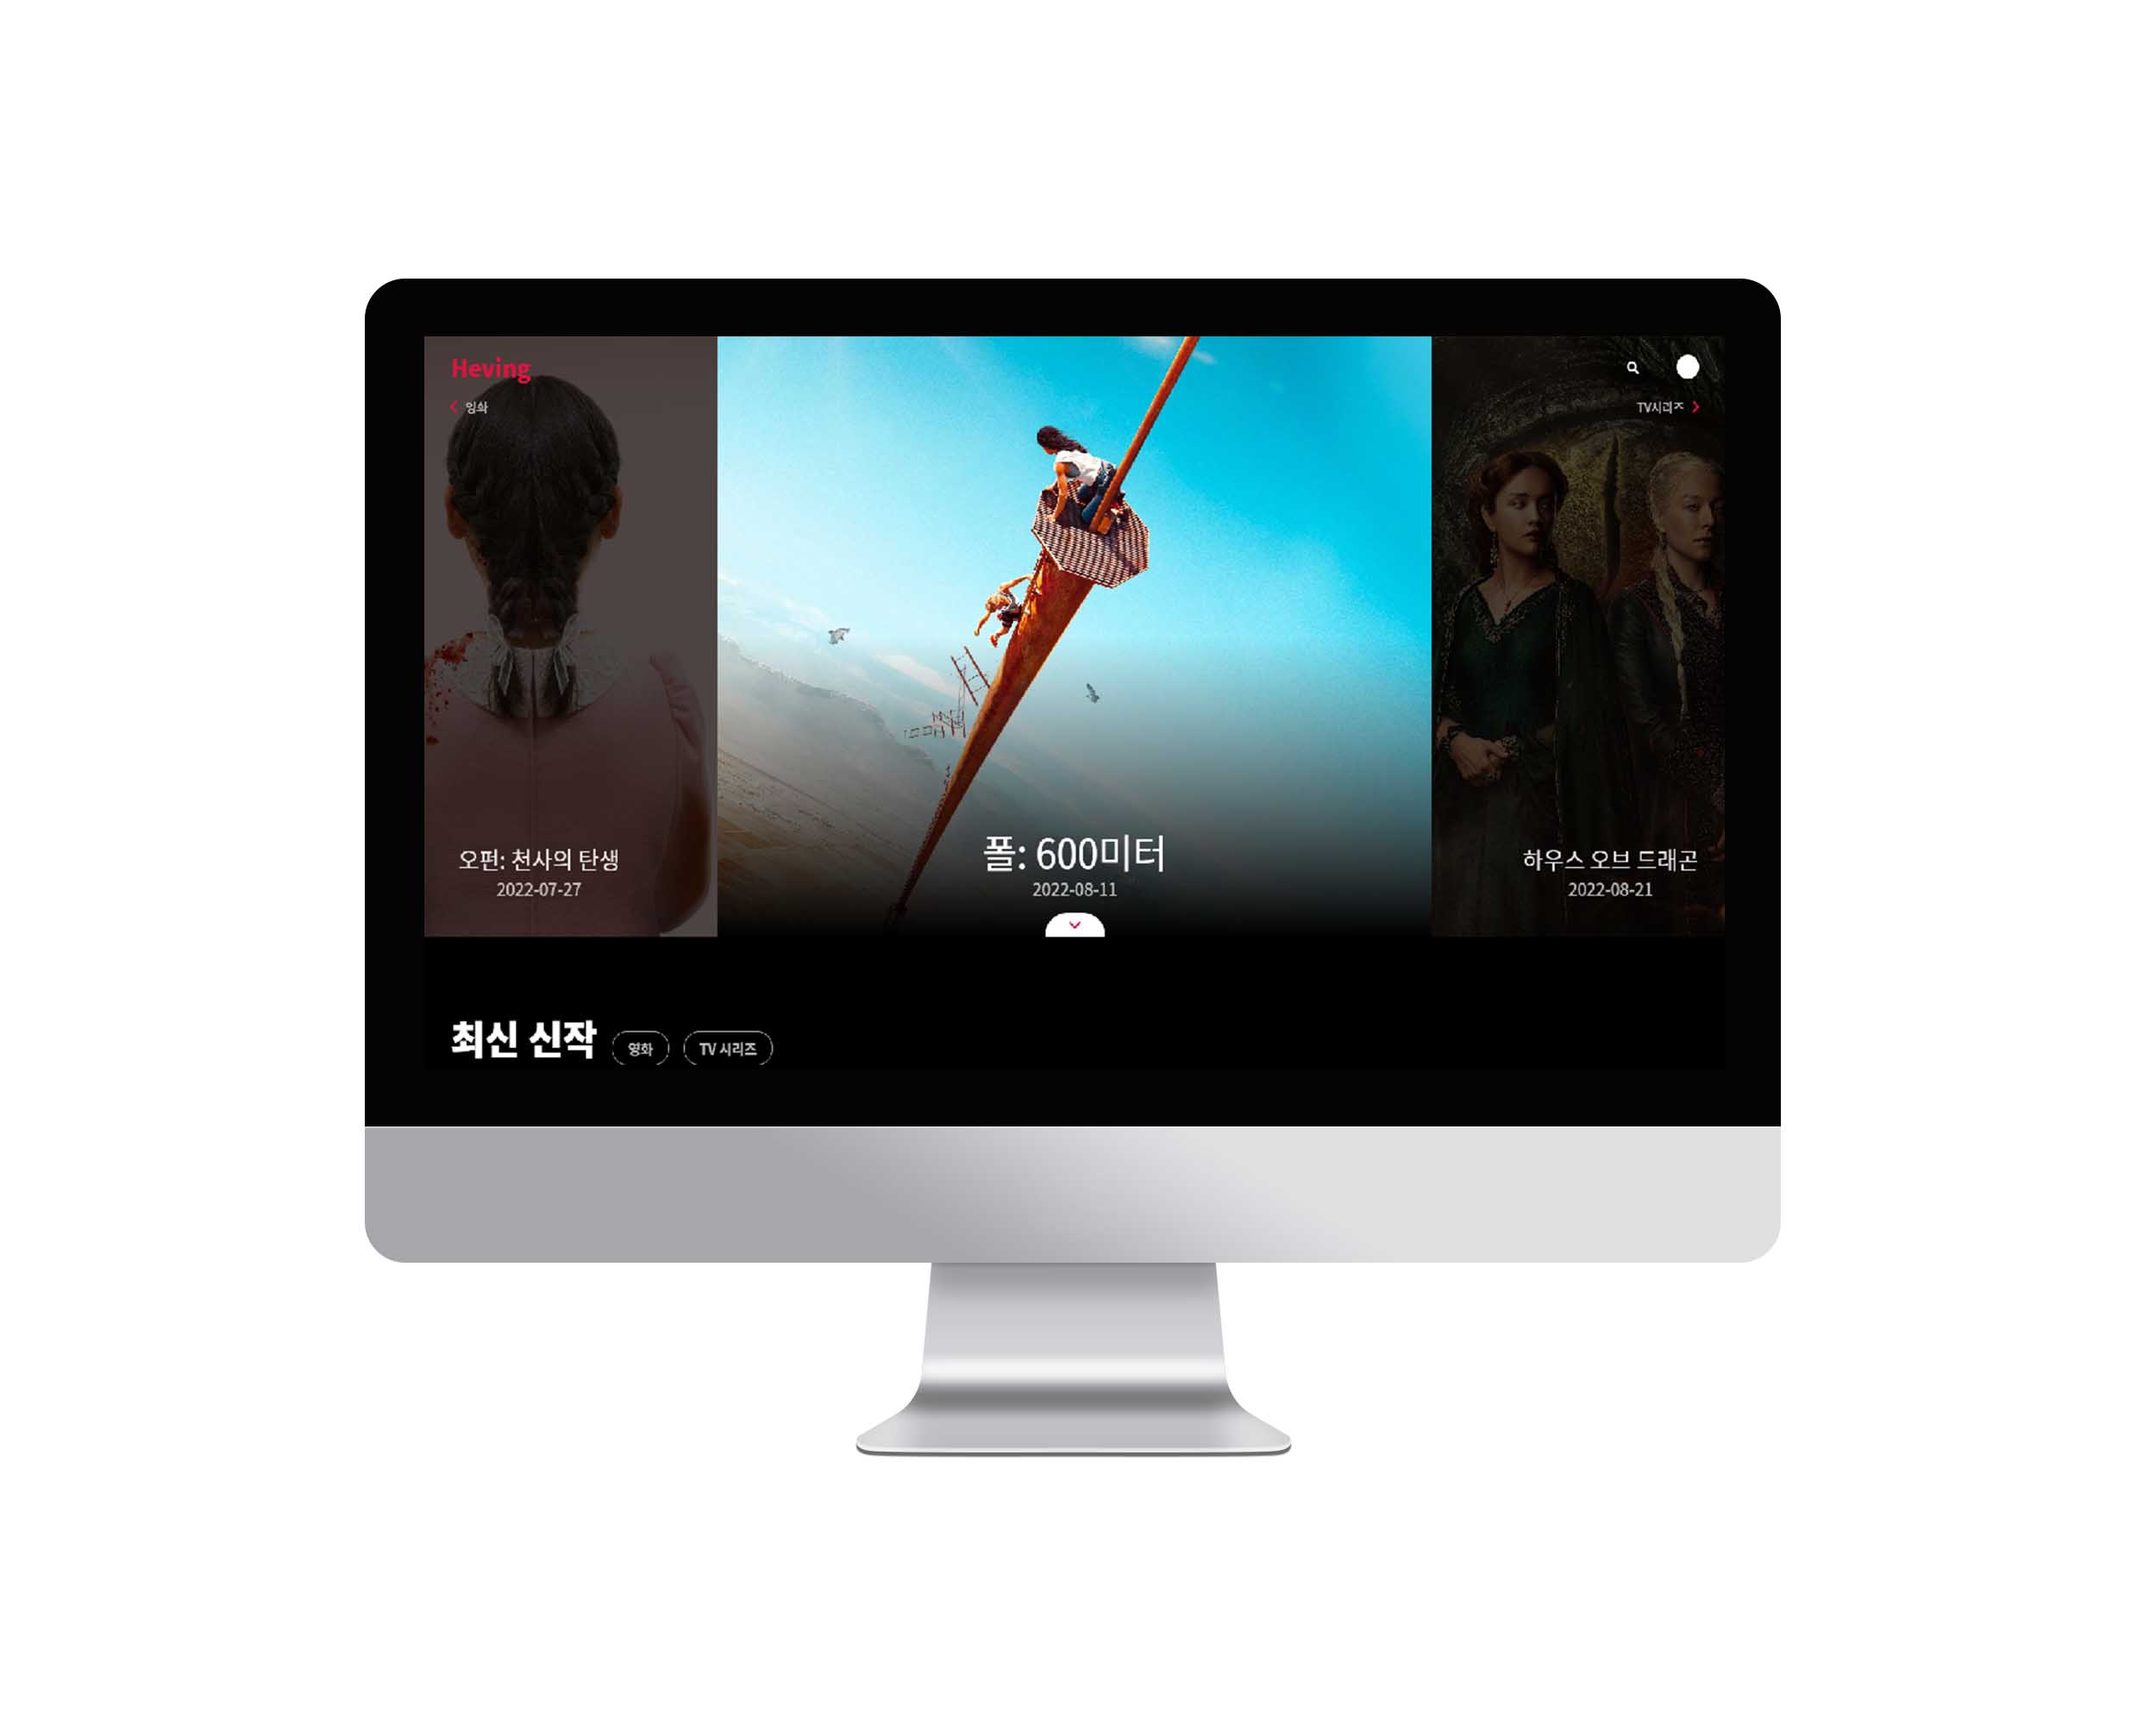 Heving
영화
TV시리즈
오펀: 천사의 탄생
2022-07-27
폴: 600미터
2022-08-11
하우스 오브 드래곤
2022-08-21
최신 신작
영화
TV 시리즈